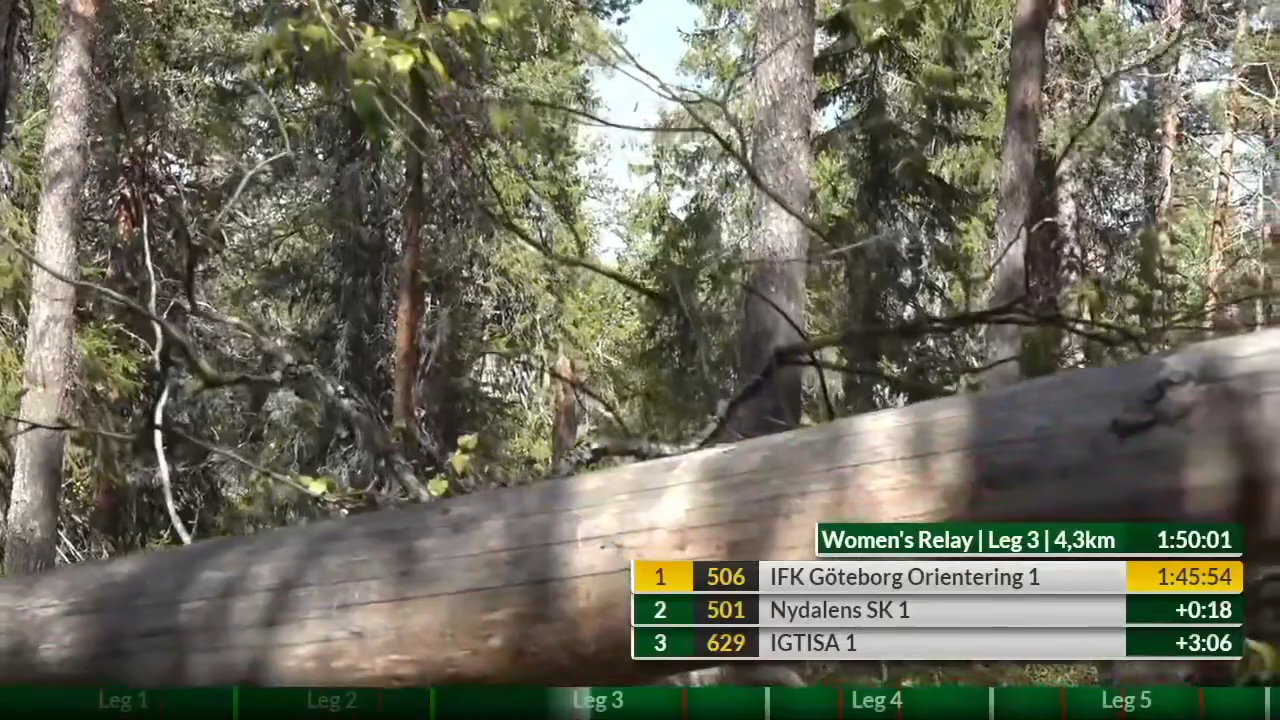 Women's Relay | Leg 3 | 4,3km 1:50:01
1 506 IFK Göteborg Orientering 1 1:45:54
2 501 Nydalens SK 1 +0:18
3 629 IGTISA 1 +3:06
Leg 1 Leg 2 Leg 3 Leg 4 Leg 5